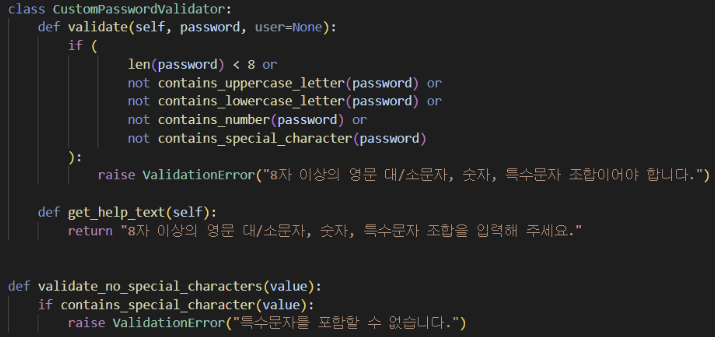 class CustomPasswordValidator:
    def validate(self, password, user=None):
        if (
                len(password) < 8 or
                not contains_uppercase_letter(password) or
                not contains_lowercase_letter(password) or
                not contains_number(password) or
                not contains_special_character(password)
        ):
            raise ValidationError("8자 이상의 영문 대/소문자, 숫자, 특수문자 조합이어야 합니다.")
    def get_help_text(self):
        return "8자 이상의 영문 대/소문자, 숫자, 특수문자 조합을 입력해 주세요."
def validate_no_special_characters(value):
    if contains_special_character(value):
        raise ValidationError("특수문자를 포함할 수 없습니다.")